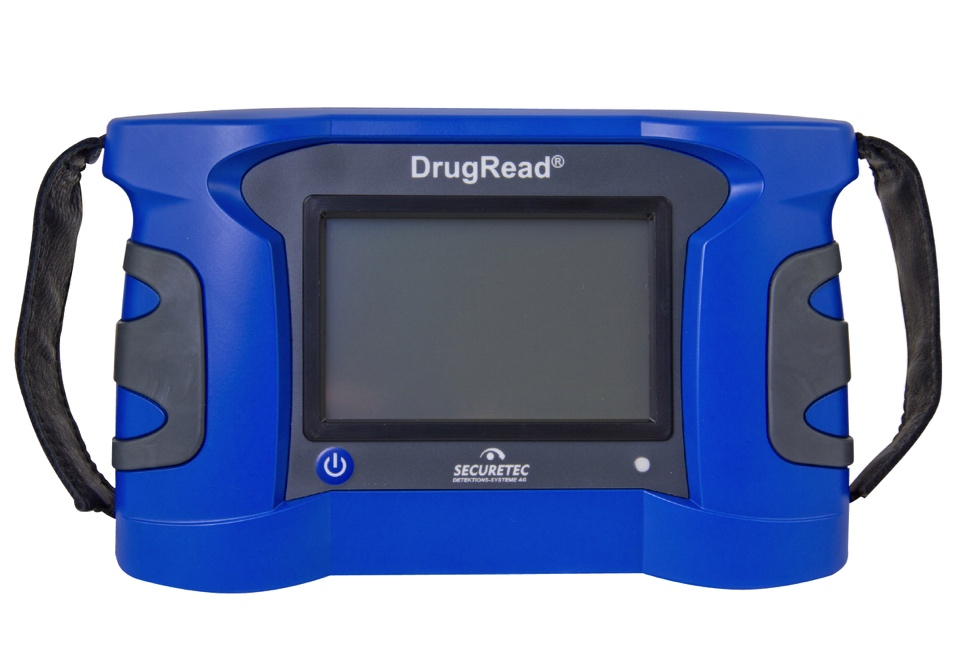 DrugRead®
SECURETEC
DETEKTIONS-SYSTEME AG